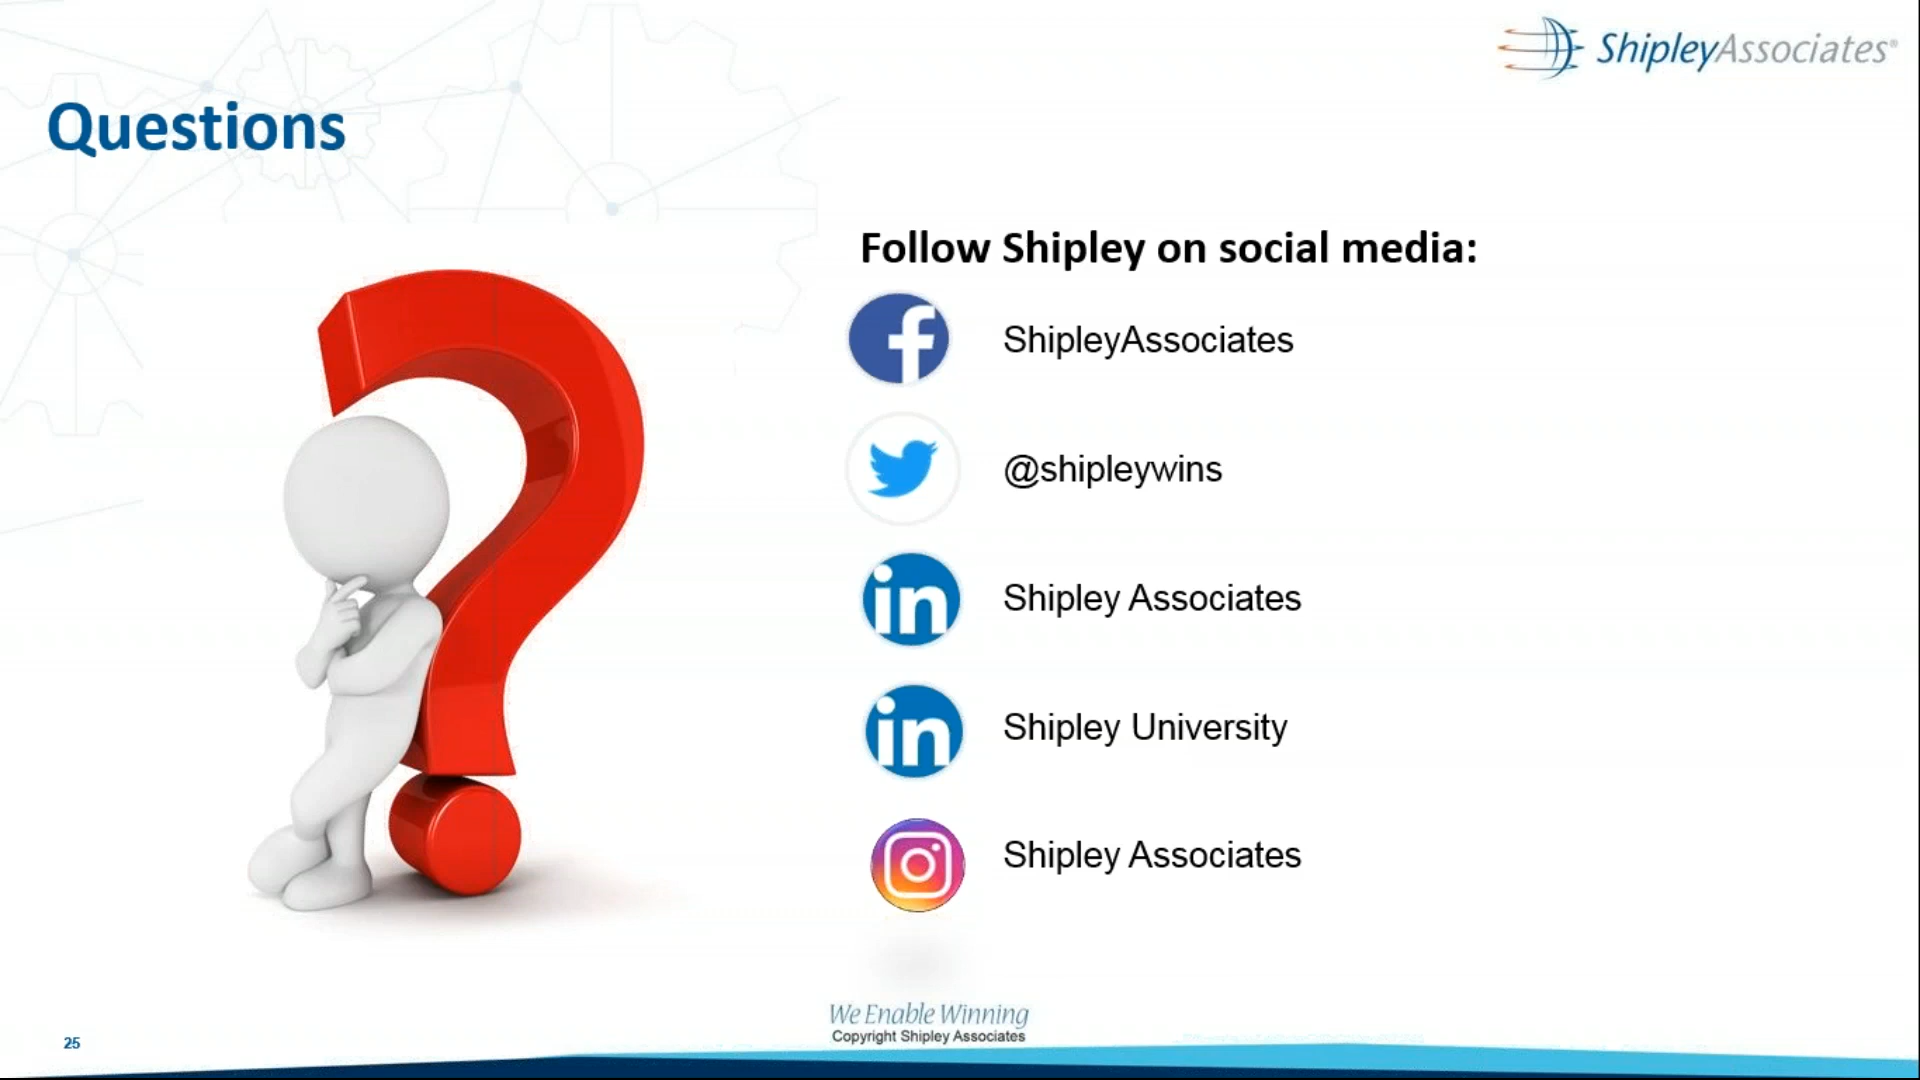 ShipleyAssociates®
Questions
Follow Shipley on social media:
ShipleyAssociates
@shipleywins
Shipley Associates
Shipley University
Shipley Associates
We Enable Winning
Copyright Shipley Associates
25